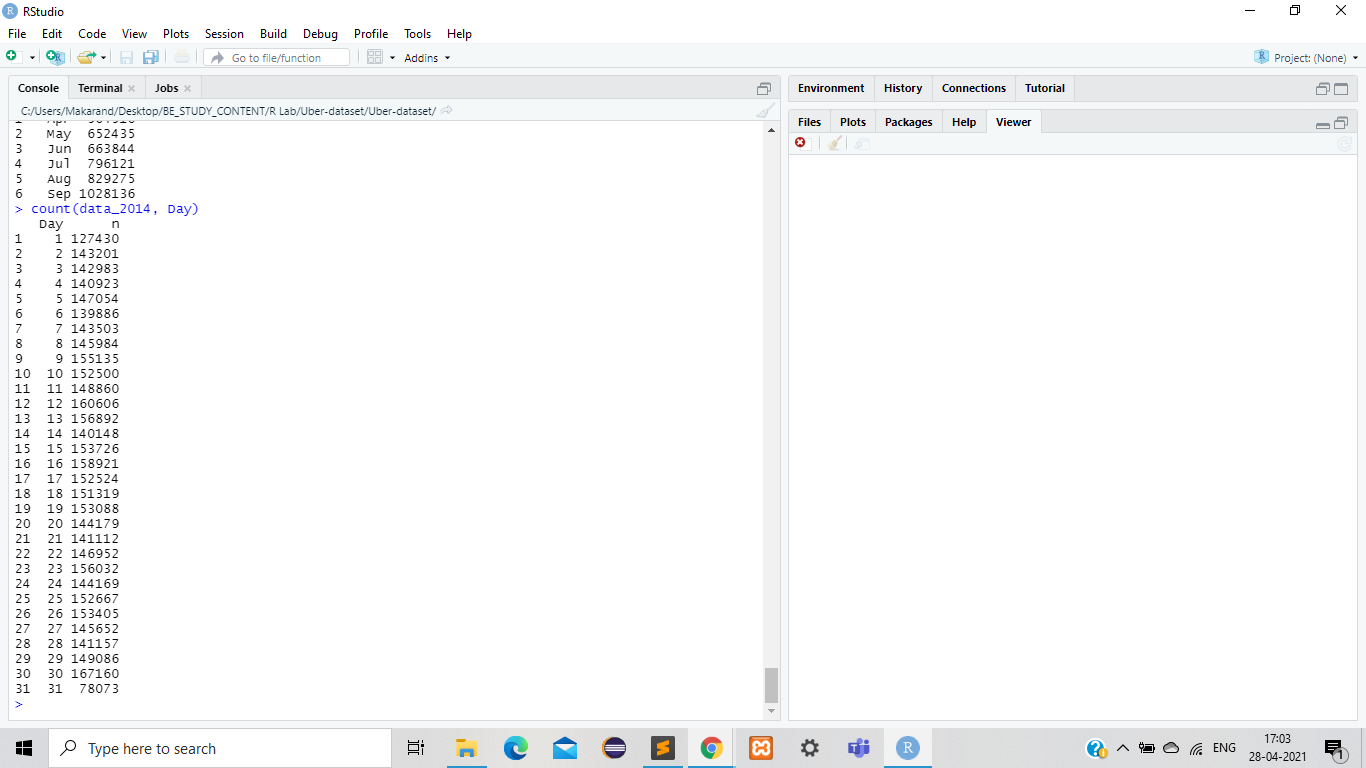 RStudio
File Edit Code View Plots Session Build Debug Profile Tools Help
Go to file/function Addins Project: (None)
Console Terminal Jobs
C:/Users/Makarand/Desktop/BE_STUDY_CONTENT/R Lab/Uber-dataset/Uber-dataset/
2 May 652435
3 Jun 663844
4 Jul 796121
5 Aug 829275
6 Sep 1028136
> count(data_2014, Day)
Day n
1 1 127430
2 2 143201
3 3 142983
4 4 140923
5 5 147054
6 6 139886
7 7 143503
8 8 145984
9 9 155135
10 10 152500
11 11 148860
12 12 160606
13 13 156892
14 14 140148
15 15 153726
16 16 158921
17 17 152524
18 18 151319
19 19 153088
20 20 144179
21 21 141112
22 22 146952
23 23 156032
24 24 144169
25 25 152667
26 26 153405
27 27 145652
28 28 141157
29 29 149086
30 30 167160
31 31 78073
>
Environment History Connections Tutorial
Files Plots Packages Help Viewer
Type here to search
ENG
17:03
28-04-2021
1